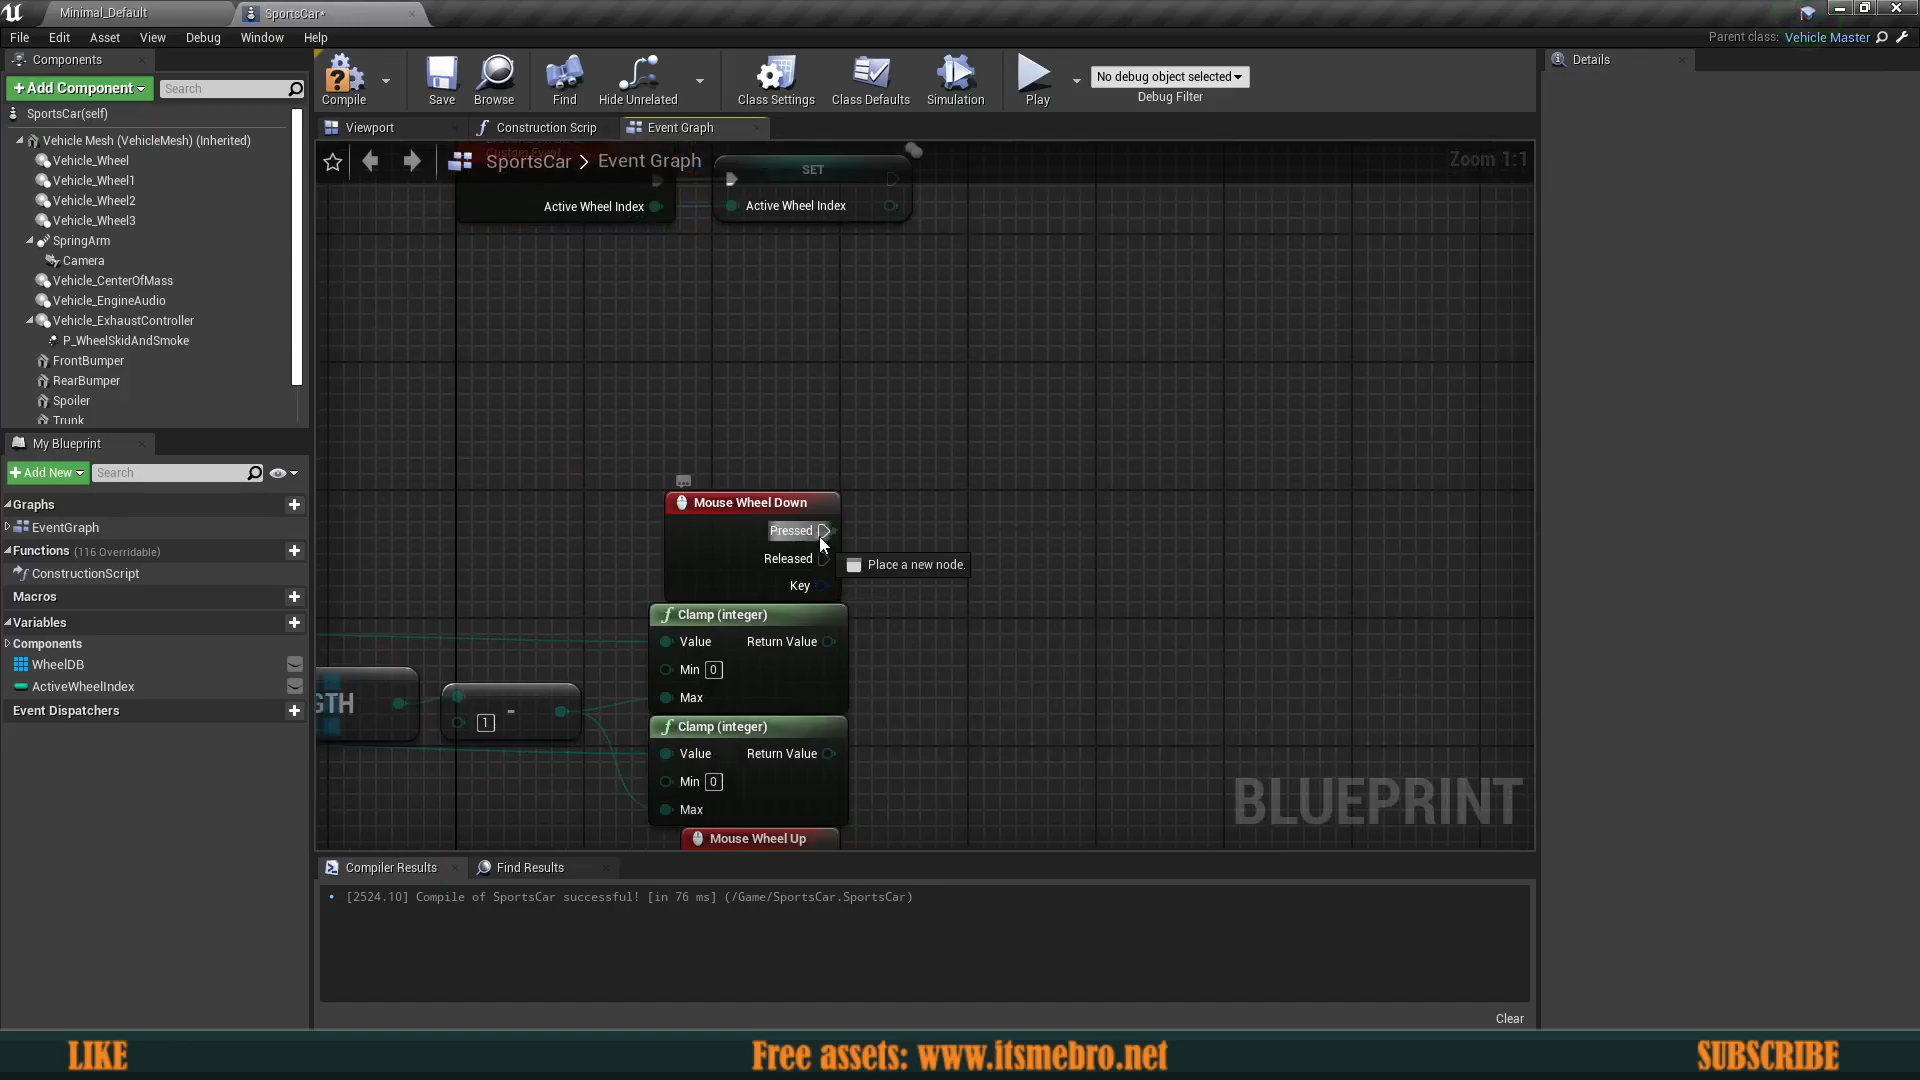 Minimal_Default
SportsCar*
File Edit Asset View Debug Window Help
Parent class: Vehicle Master
Components
+Add Component
Search
SportsCar(self)
Vehicle Mesh (VehicleMesh) (Inherited)
Vehicle_Wheel
Vehicle_Wheel1
Vehicle_Wheel2
Vehicle_Wheel3
SpringArm
Camera
Vehicle_CenterOfMass
Vehicle_EngineAudio
Vehicle_ExhaustController
P_WheelSkidAndSmoke
FrontBumper
RearBumper
Spoiler
Trunk
My Blueprint
+Add New
Search
Graphs
EventGraph
Functions (116 Overridable)
ConstructionScript
Macros
Variables
Components
WheelDB
ActiveWheelIndex
Event Dispatchers
Compile
Save
Browse
Find
Hide Unrelated
Class Settings
Class Defaults
Simulation
Play
No debug object selected
Debug Filter
Viewport
Construction Scrip
Event Graph
SportsCar > Event Graph
Zoom 1:1
Custom Event
Active Wheel Index
SET
Active Wheel Index
Mouse Wheel Down
Pressed
Released
Key
Place a new node.
Clamp (integer)
Value
Return Value
Min 0
Max
GTH
1
-
Clamp (integer)
Value
Return Value
Min 0
Max
Mouse Wheel Up
BLUEPRINT
Compiler Results
Find Results
[2524.10] Compile of SportsCar successful! [in 76 ms] (/Game/SportsCar.SportsCar)
Clear
Details
LIKE
Free assets: www.itsmebro.net
SUBSCRIBE